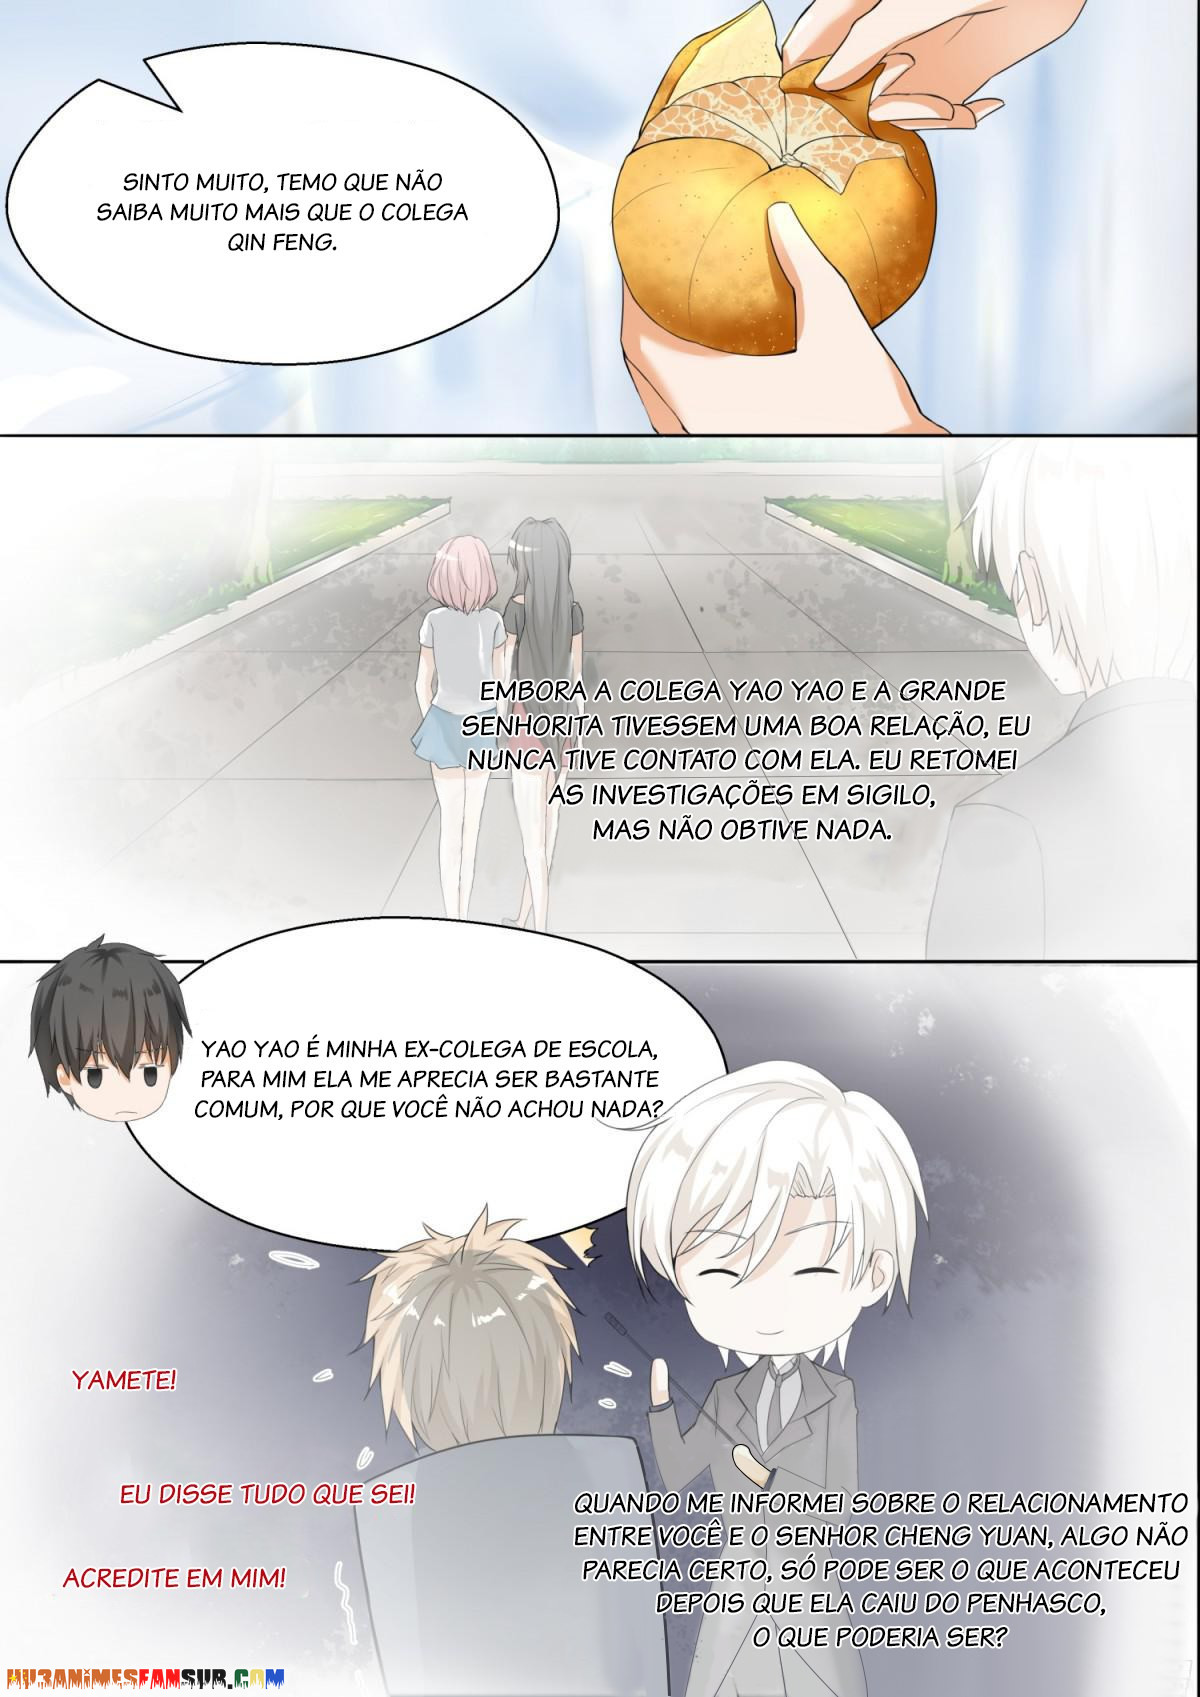 SINTO MUITO, TEMO QUE NÃO
SAIBA MUITO MAIS QUE O COLEGA
QIN FENG.
EMBORA A COLEGA YAO YAO E A GRANDE
SENHORITA TIVESSEM UMA BOA RELAÇÃO, EU
NUNCA TIVE CONTATO COM ELA. EU RETOMEI
AS INVESTIGAÇÕES EM SIGILO,
MAS NÃO OBTIVE NADA.
YAO YAO É MINHA EX-COLEGA DE ESCOLA,
PARA MIM ELA ME APRECIA SER BASTANTE
COMUM, POR QUE VOCÊ NÃO ACHOU NADA?
YAMETE!
EU DISSE TUDO QUE SEI!
ACREDITE EM MIM!
QUANDO ME INFORMEI SOBRE O RELACIONAMENTO
ENTRE VOCÊ E O SENHOR CHENG YUAN, ALGO NÃO
PARECIA CERTO, SÓ PODE SER O QUE ACONTECEU
DEPOIS QUE ELA CAIU DO PENHASCO,
O QUE PODERIA SER?
HU3ANIMESFANSUB.COM